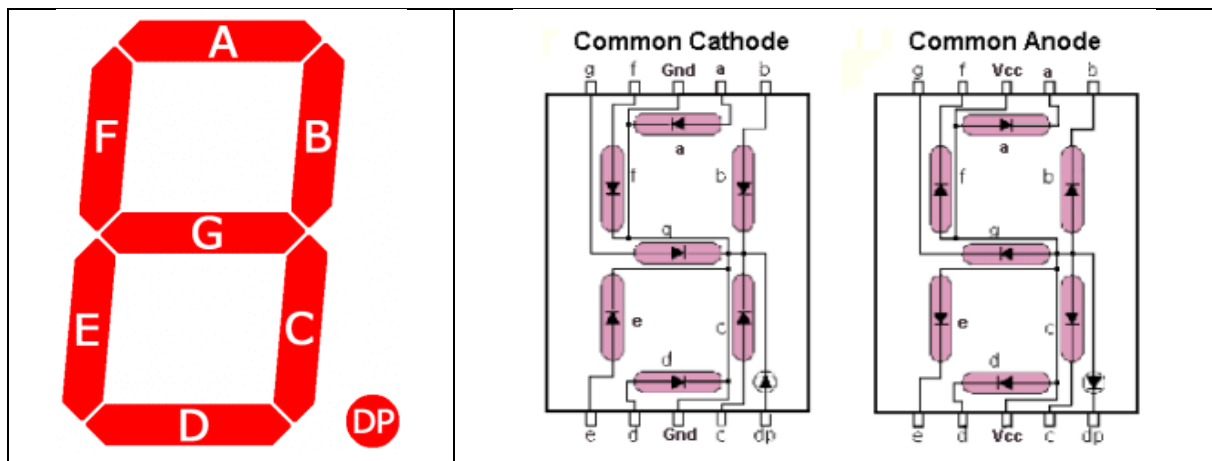 A
F
B
G
E
C
D
DP
Common Cathode
g f Gnd a b
a
f
b
g
e
c
d
e d Gnd c dp
Common Anode
g f Vcc a b
a
f
b
g
e
c
d
e d Vcc c dp